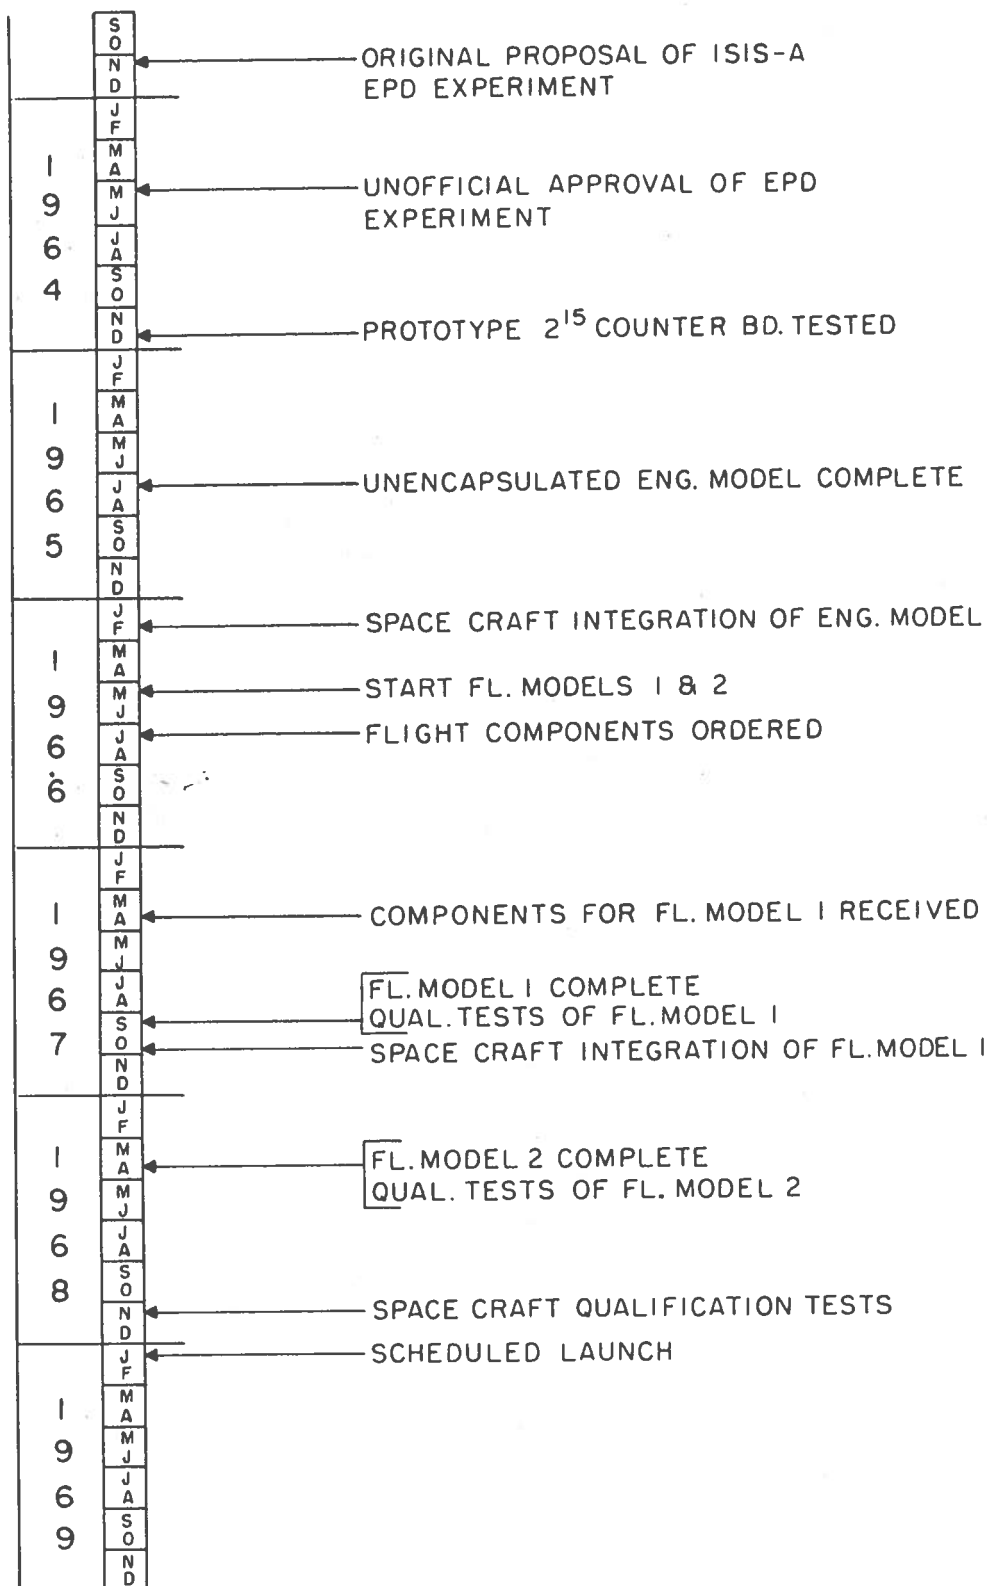 S
O
N
D
ORIGINAL PROPOSAL OF ISIS-A
EPD EXPERIMENT
1964
J
F
M
A
M
J
J
A
S
O
N
D
UNOFFICIAL APPROVAL OF EPD
EXPERIMENT
PROTOTYPE 2¹⁵ COUNTER BD. TESTED
1965
J
F
M
A
M
J
J
A
S
O
N
D
UNENCAPSULATED ENG. MODEL COMPLETE
1966
J
F
M
A
M
J
J
A
S
O
N
D
SPACE CRAFT INTEGRATION OF ENG. MODEL
START FL. MODELS 1 & 2
FLIGHT COMPONENTS ORDERED
1967
J
F
M
A
M
J
J
A
S
O
N
D
COMPONENTS FOR FL. MODEL 1 RECEIVED
FL. MODEL 1 COMPLETE
QUAL. TESTS OF FL. MODEL 1
SPACE CRAFT INTEGRATION OF FL. MODEL 1
1968
J
F
M
A
M
J
J
A
S
O
N
D
FL. MODEL 2 COMPLETE
QUAL. TESTS OF FL. MODEL 2
SPACE CRAFT QUALIFICATION TESTS
1969
J
F
M
A
M
J
J
A
S
O
N
D
SCHEDULED LAUNCH